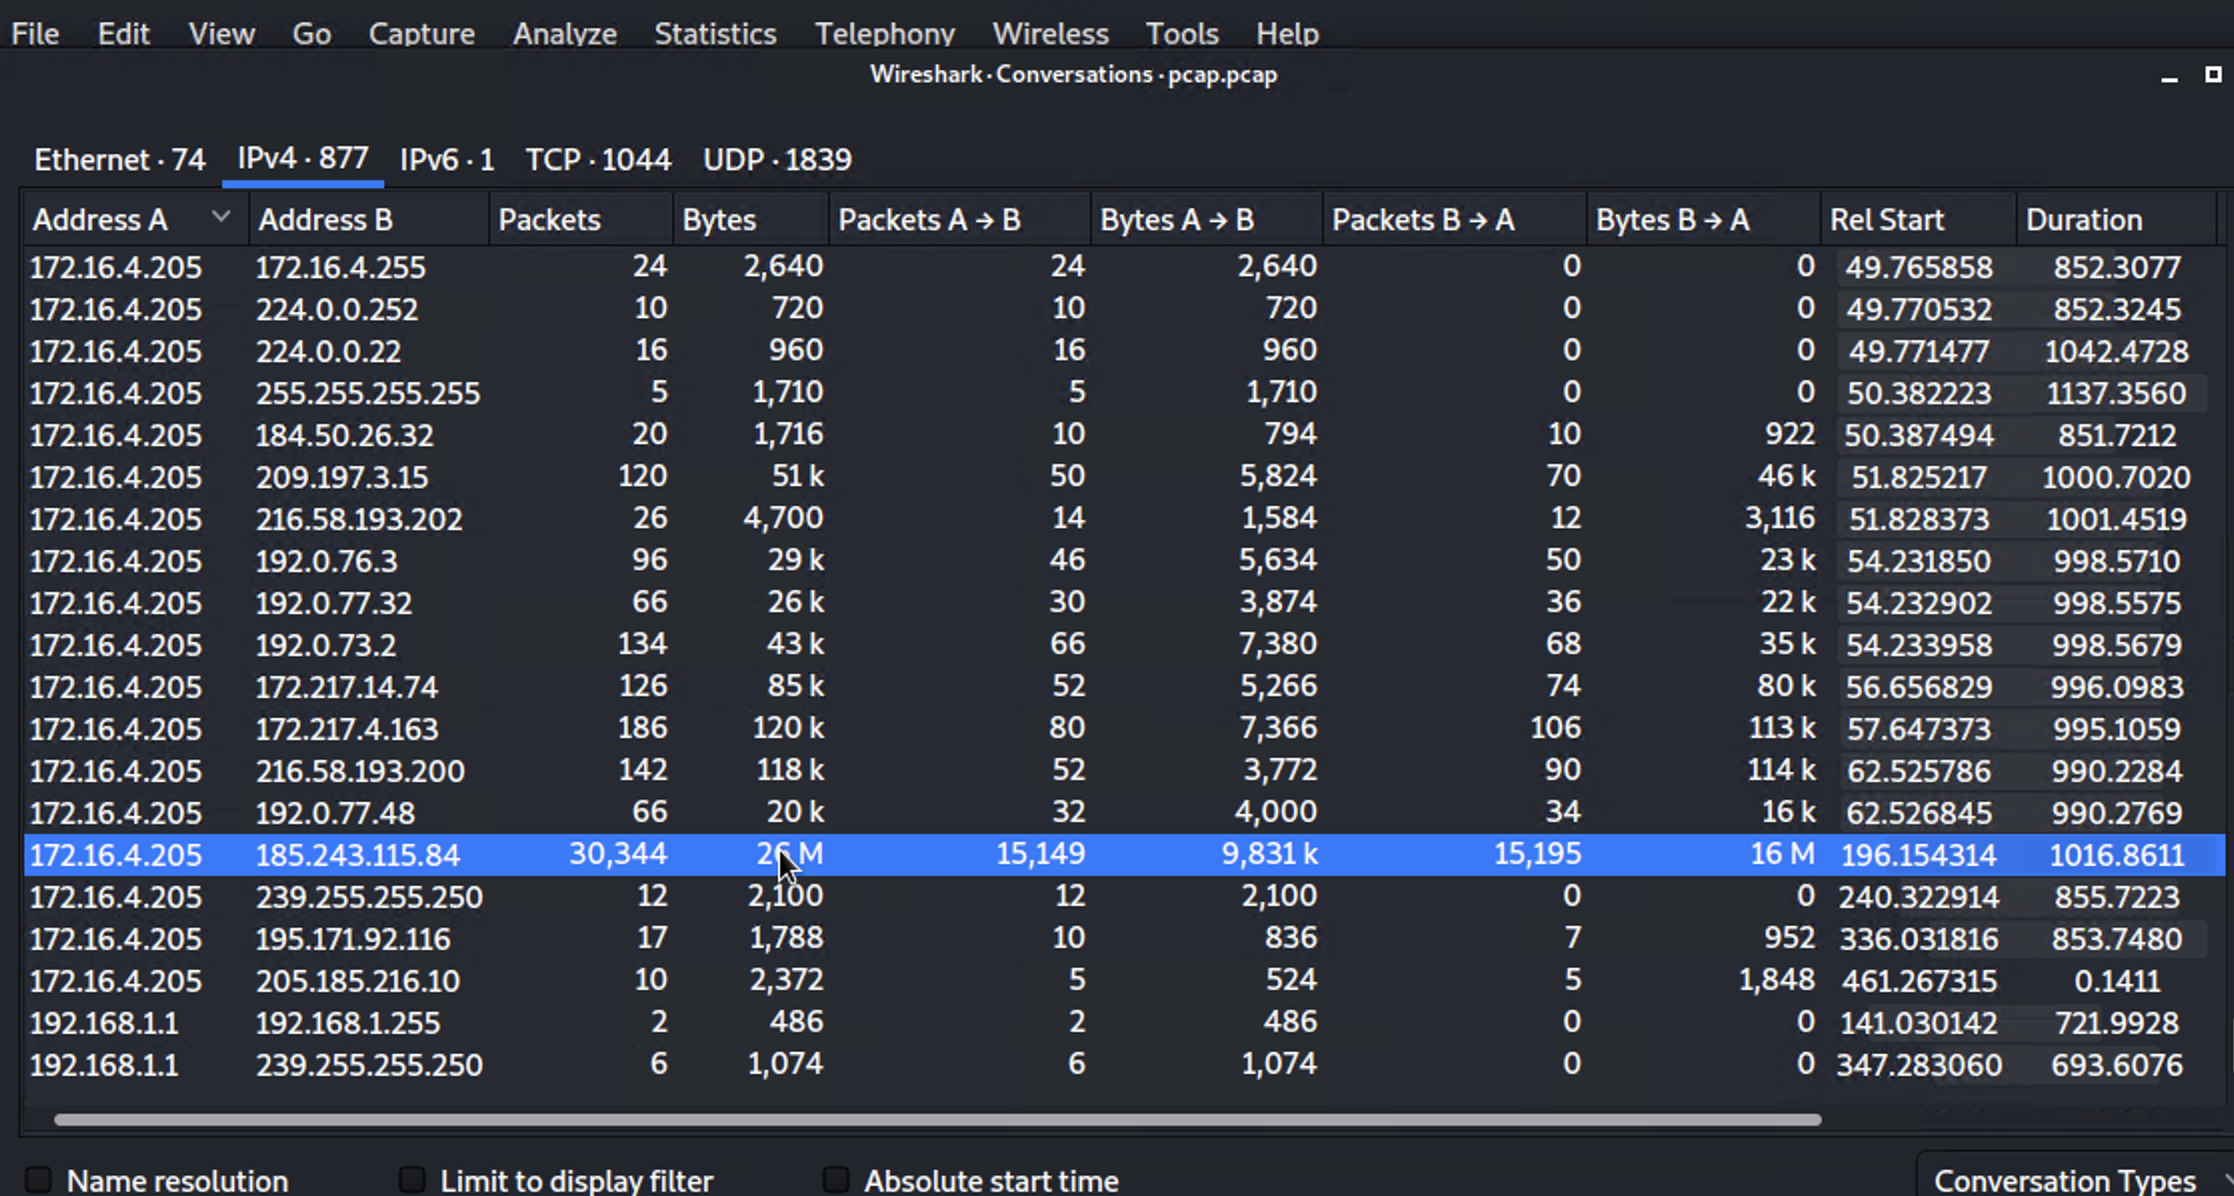 File Edit View Go Capture Analyze Statistics Telephony Wireless Tools Help
Wireshark · Conversations · pcap.pcap
Ethernet · 74 IPv4 · 877 IPv6 · 1 TCP · 1044 UDP · 1839
Address A Address B Packets Bytes Packets A → B Bytes A → B Packets B → A Bytes B → A Rel Start Duration
172.16.4.205 172.16.4.255 24 2,640 24 2,640 0 0 49.765858 852.3077
172.16.4.205 224.0.0.252 10 720 10 720 0 0 49.770532 852.3245
172.16.4.205 224.0.0.22 16 960 16 960 0 0 49.771477 1042.4728
172.16.4.205 255.255.255.255 5 1,710 5 1,710 0 0 50.382223 1137.3560
172.16.4.205 184.50.26.32 20 1,716 10 794 10 922 50.387494 851.7212
172.16.4.205 209.197.3.15 120 51 k 50 5,824 70 46 k 51.825217 1000.7020
172.16.4.205 216.58.193.202 26 4,700 14 1,584 12 3,116 51.828373 1001.4519
172.16.4.205 192.0.76.3 96 29 k 46 5,634 50 23 k 54.231850 998.5710
172.16.4.205 192.0.77.32 66 26 k 30 3,874 36 22 k 54.232902 998.5575
172.16.4.205 192.0.73.2 134 43 k 66 7,380 68 35 k 54.233958 998.5679
172.16.4.205 172.217.14.74 126 85 k 52 5,266 74 80 k 56.656829 996.0983
172.16.4.205 172.217.4.163 186 120 k 80 7,366 106 113 k 57.647373 995.1059
172.16.4.205 216.58.193.200 142 118 k 52 3,772 90 114 k 62.525786 990.2284
172.16.4.205 192.0.77.48 66 20 k 32 4,000 34 16 k 62.526845 990.2769
172.16.4.205 185.243.115.84 30,344 26 M 15,149 9,831 k 15,195 16 M 196.154314 1016.8611
172.16.4.205 239.255.255.250 12 2,100 12 2,100 0 0 240.322914 855.7223
172.16.4.205 195.171.92.116 17 1,788 10 836 7 952 336.031816 853.7480
172.16.4.205 205.185.216.10 10 2,372 5 524 5 1,848 461.267315 0.1411
192.168.1.1 192.168.1.255 2 486 2 486 0 0 141.030142 721.9928
192.168.1.1 239.255.255.250 6 1,074 6 1,074 0 0 347.283060 693.6076
Name resolution Limit to display filter Absolute start time Conversation Types